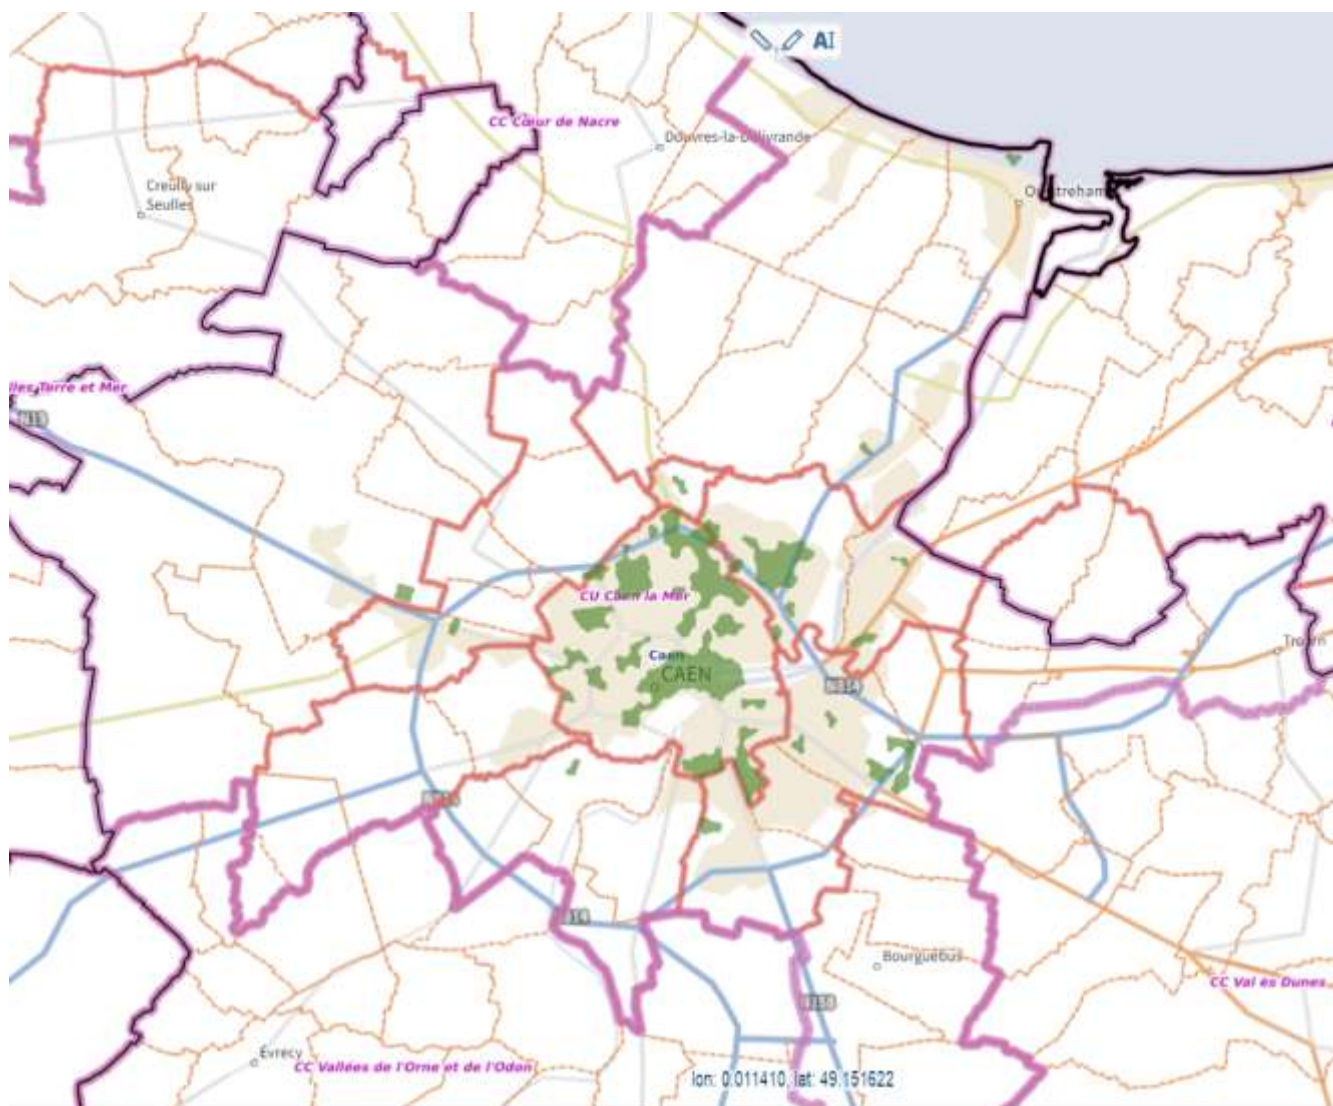 AI
CC Cœur de Nacre
Douvres-la-Délivrande
Creully sur
Seulles
Ouistreham
lles Terre et Mer
N13
CU Caen la Mer
Caen
CAEN
N814
Troarn
Bourguébus
CC Val ès Dunes
N158
Évrecy
CC Vallées de l'Orne et de l'Odon
lon: 0.011410, lat: 49.151622